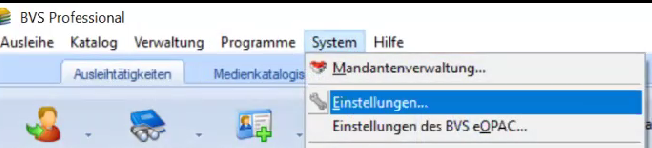 BVS Professional
Ausleihe Katalog Verwaltung Programme System Hilfe
Ausleihtätigkeiten Medienkatalogis
Mandantenverwaltung...
Einstellungen...
Einstellungen des BVS eOPAC...